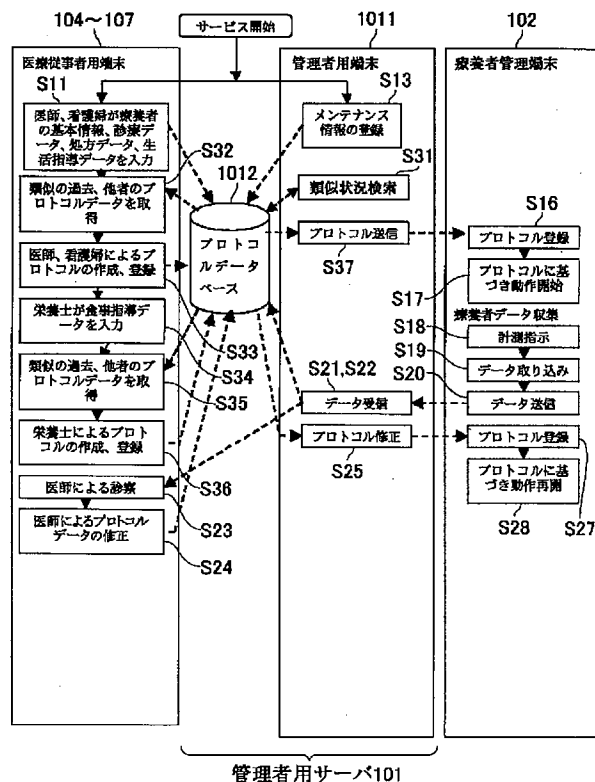 サービス開始
104～107
1011
102
医療従事者用端末
管理者用端末
療養者管理端末
S11
医師、看護婦が療養者
の基本情報、診療デー
タ、処方データ、生
活指導データを入力
S13
メンテナンス
情報の登録
S32
類似の過去、他者のプ
ロトコルデータを取
得
1012
プロトコ
ルデータ
ベース
S31
類似状況検索
プロトコル送信
S37
S16
プロトコル登録
医師、看護婦によるプ
ロトコルの作成、登録
S33
S17
プロトコルに基
づき動作開始
栄養士が食事指導デー
タを入力
S34
療養者データ収集
S18
計測指示
S19
データ取り込み
S20
データ送信
類似の過去、他者のプ
ロトコルデータを取
得
S35
S21,S22
データ受信
栄養士によるプロト
コルの作成、登録
S36
プロトコル修正
S25
プロトコル登録
S27
医師による診察
S23
プロトコルに基
づき動作再開
S28
医師によるプロトコル
データの修正
S24
管理者用サーバ101